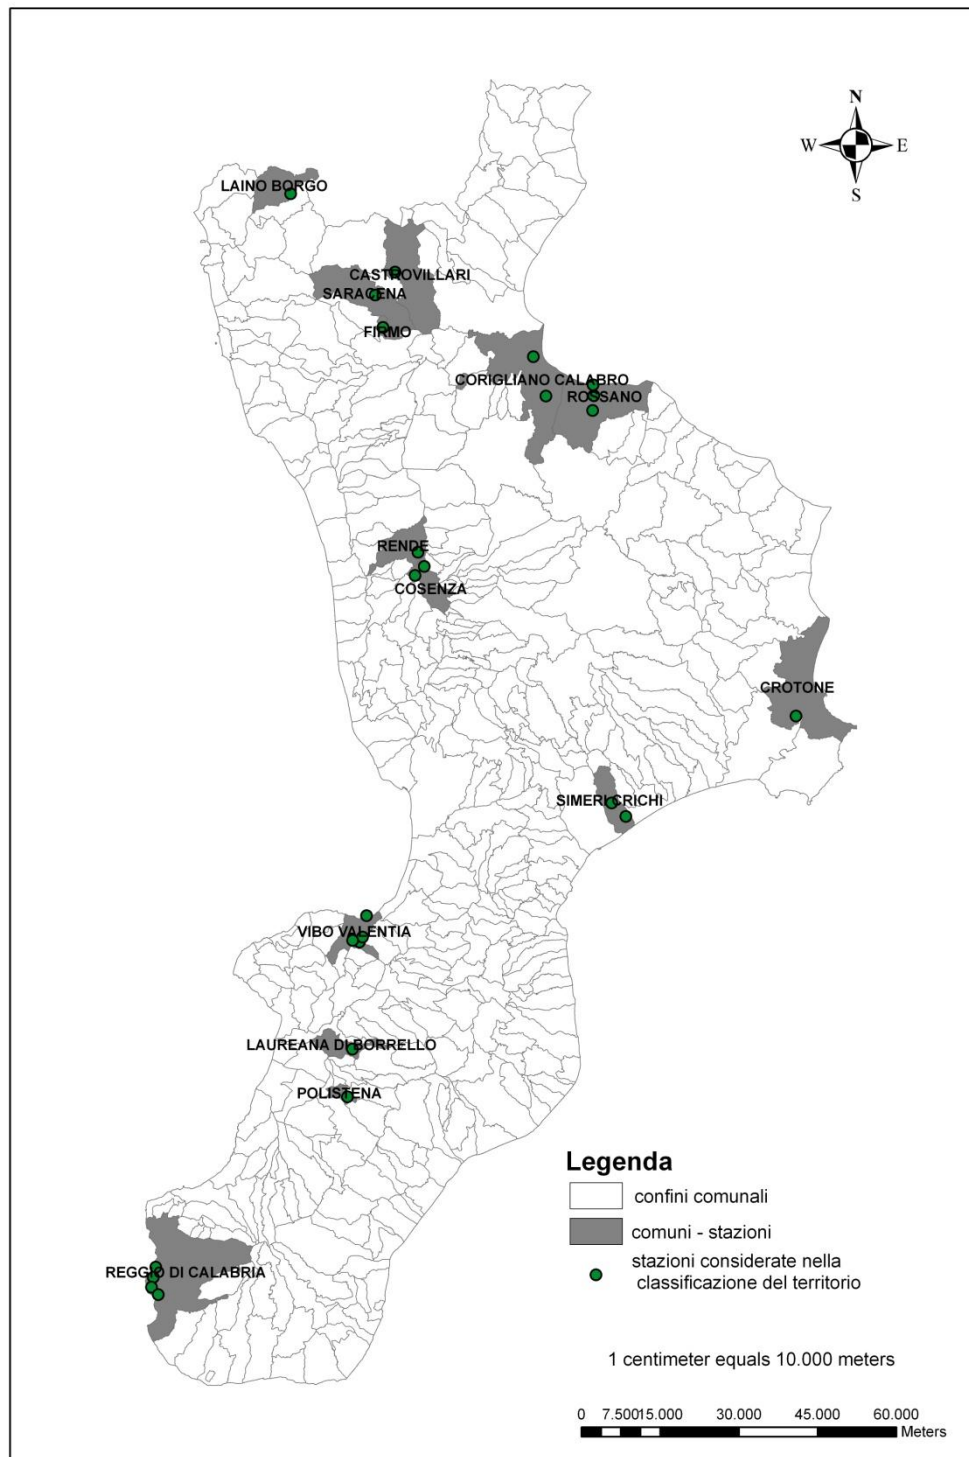 N
W E
S
LAINO BORGO
CASTROVILLARI
SARACENA
FIRMO
CORIGLIANO CALABRO
ROSSANO
RENDE
COSENZA
CROTONE
SIMERI CRICHI
VIBO VALENTIA
LAUREANA DI BORRELLO
POLISTENA
REGGIO DI CALABRIA
Legenda
confini comunali
comuni - stazioni
stazioni considerate nella
classificazione del territorio
1 centimeter equals 10.000 meters
0 7.500 15.000 30.000 45.000 60.000
Meters